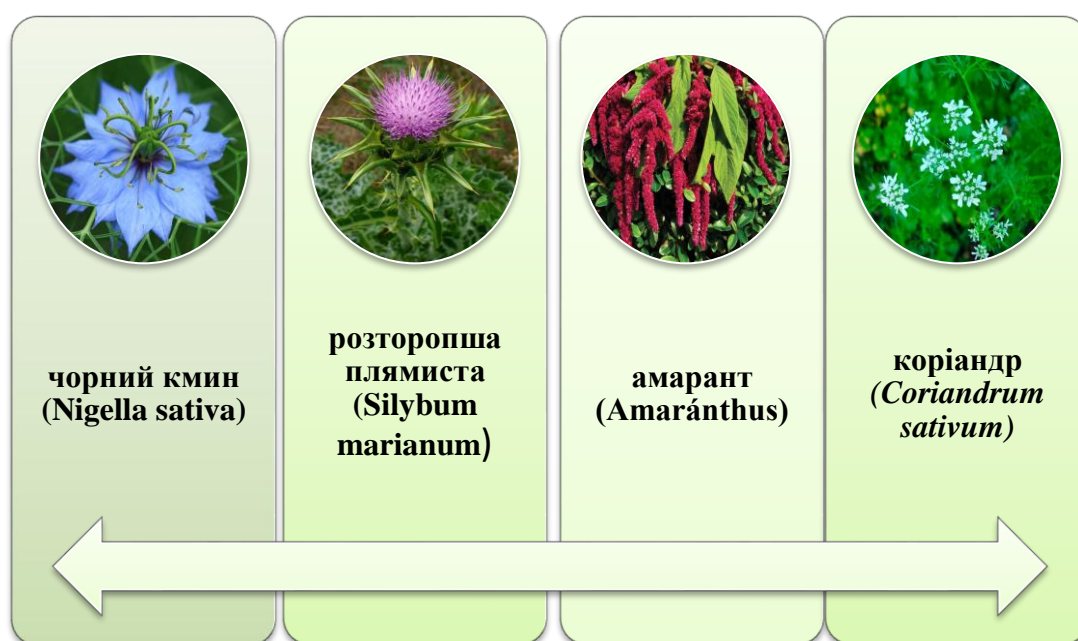 чорний кмин
(Nigella sativa)
розторопша
плямиста
(Silybum
marianum)
амарант
(Amaránthus)
коріандр
(Coriandrum
sativum)